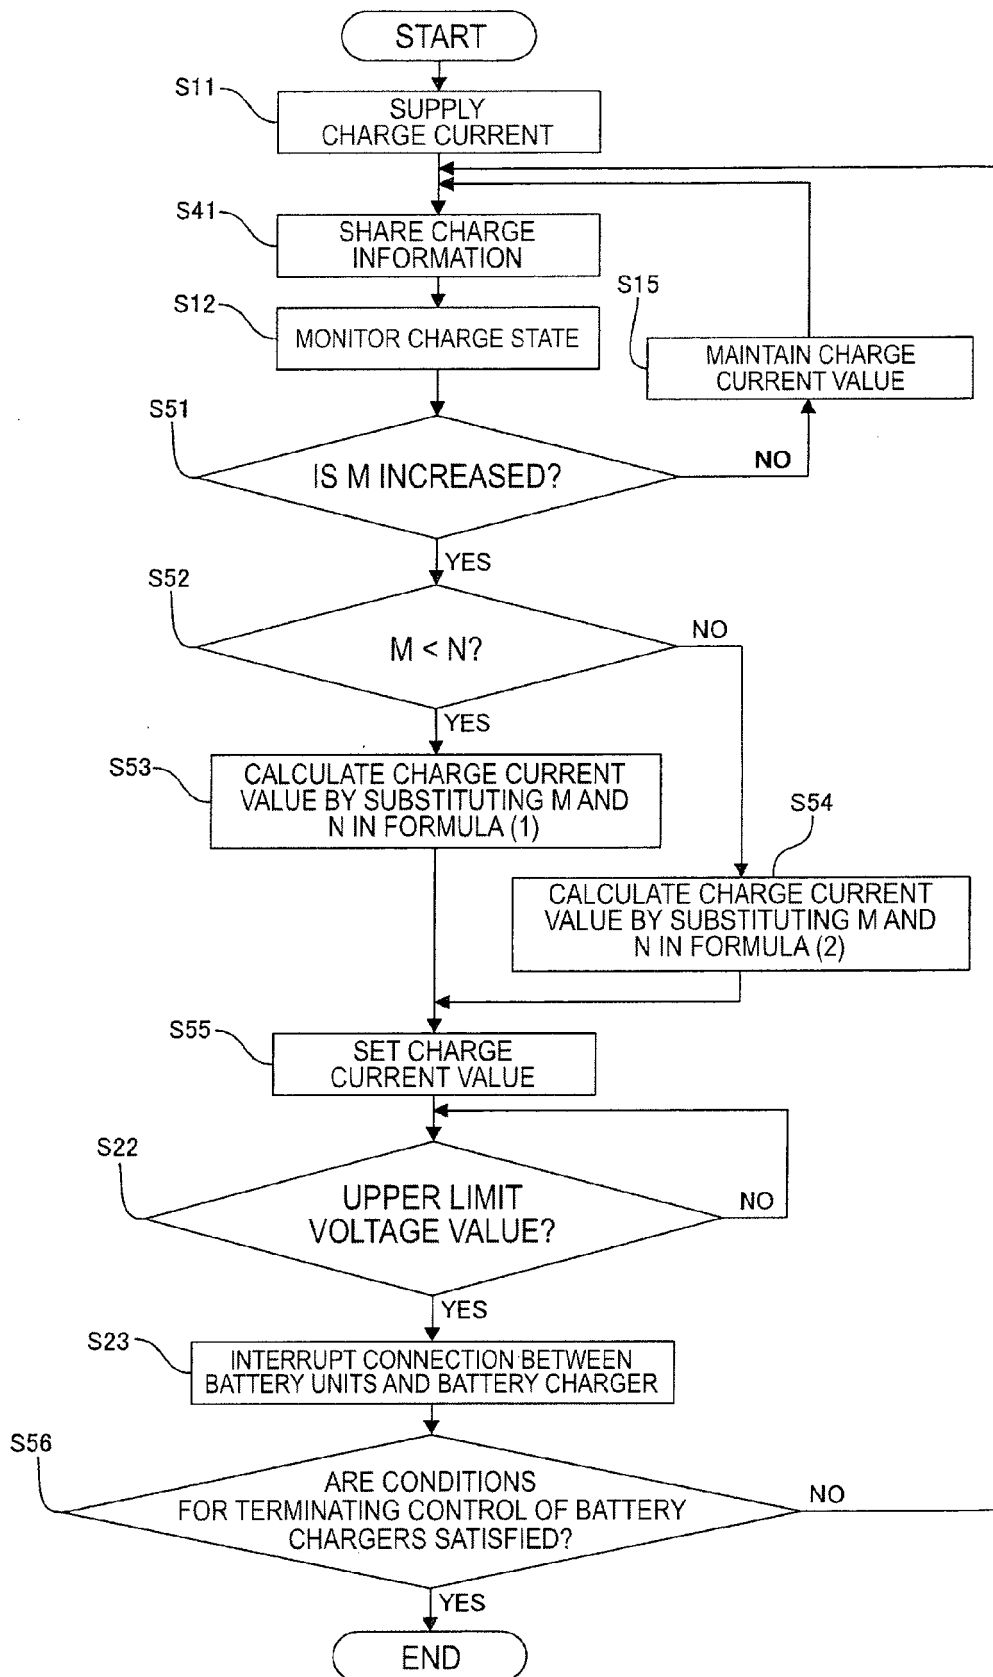 START
S11
SUPPLY
CHARGE CURRENT
S41
SHARE CHARGE
INFORMATION
S12
MONITOR CHARGE STATE
S15
MAINTAIN CHARGE
CURRENT VALUE
S51
IS M INCREASED?
NO
YES
S52
M < N?
NO
YES
S53
CALCULATE CHARGE CURRENT
VALUE BY SUBSTITUTING M AND
N IN FORMULA (1)
S54
CALCULATE CHARGE CURRENT
VALUE BY SUBSTITUTING M AND
N IN FORMULA (2)
S55
SET CHARGE
CURRENT VALUE
S22
UPPER LIMIT
VOLTAGE VALUE?
NO
YES
S23
INTERRUPT CONNECTION BETWEEN
BATTERY UNITS AND BATTERY CHARGER
S56
ARE CONDITIONS
FOR TERMINATING CONTROL OF BATTERY
CHARGERS SATISFIED?
NO
YES
END